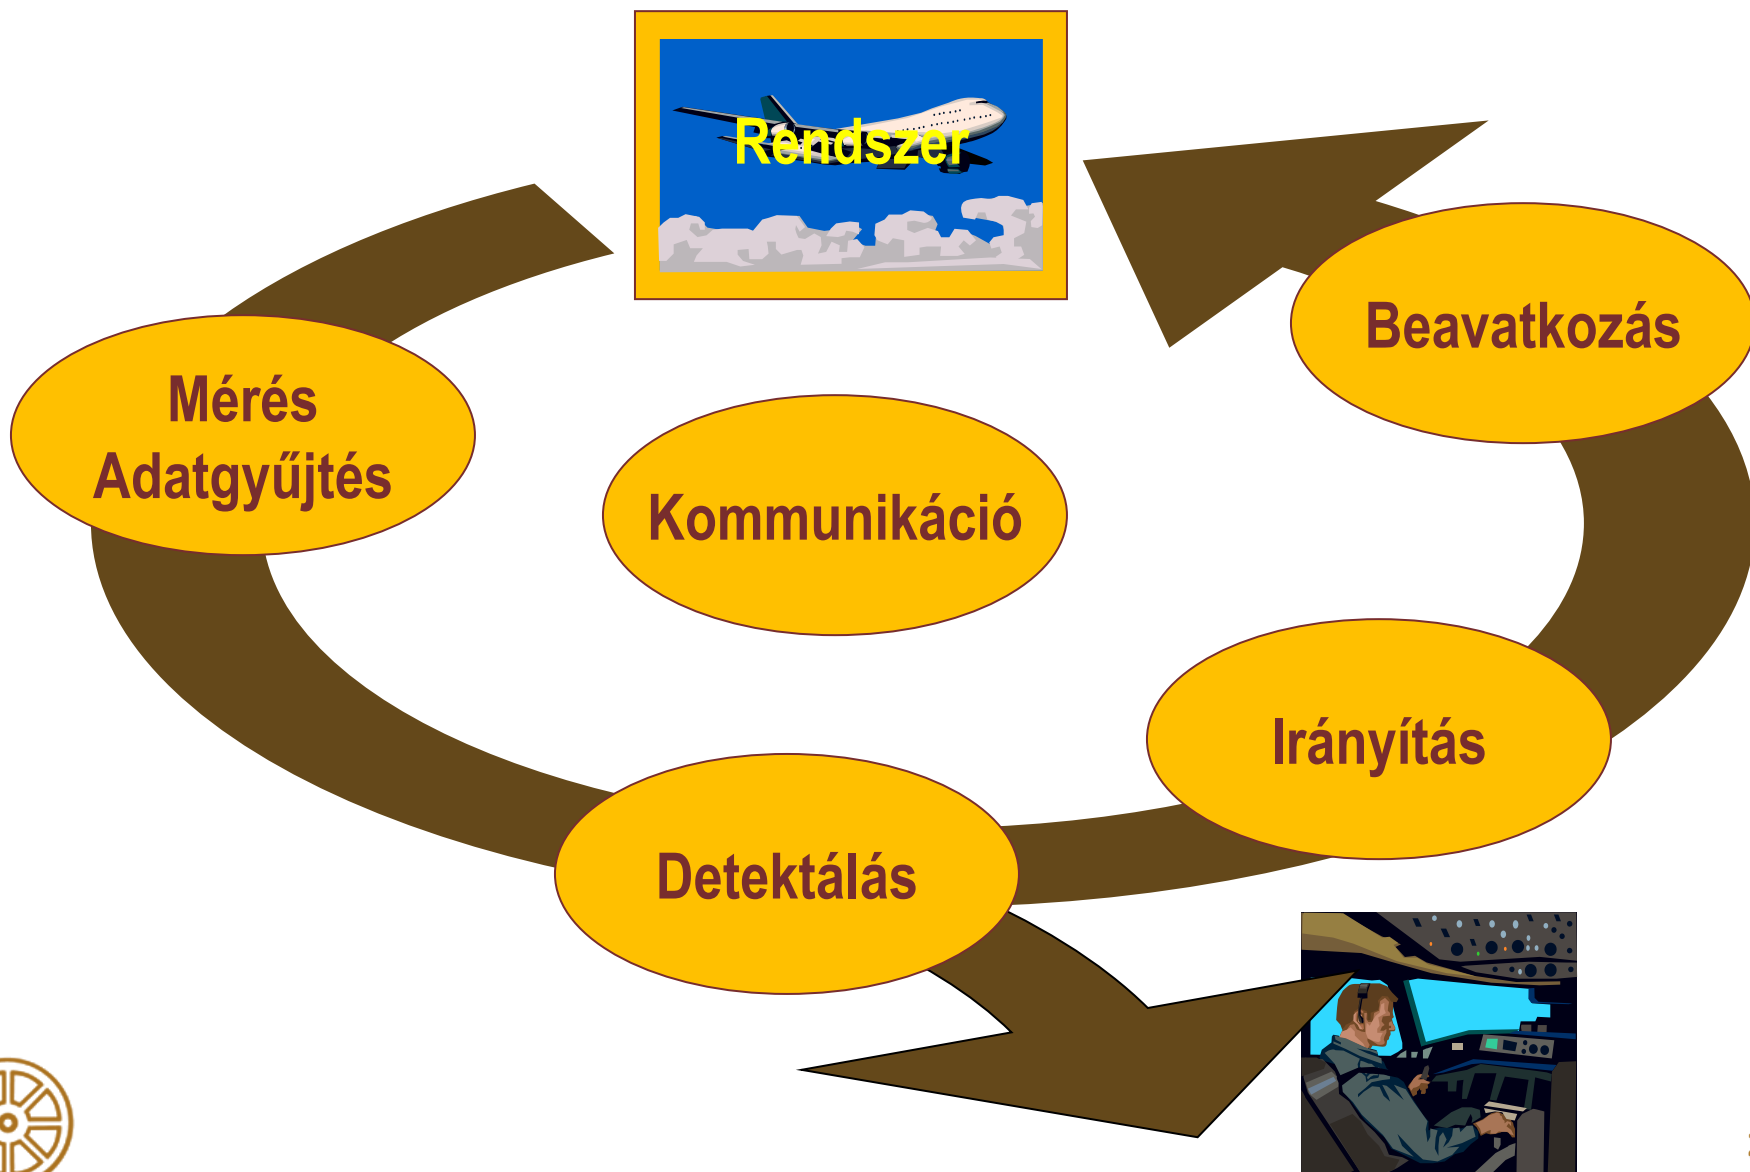 Rendszer
Beavatkozás
Mérés
Adatgyűjtés
Kommunikáció
Irányítás
Detektálás